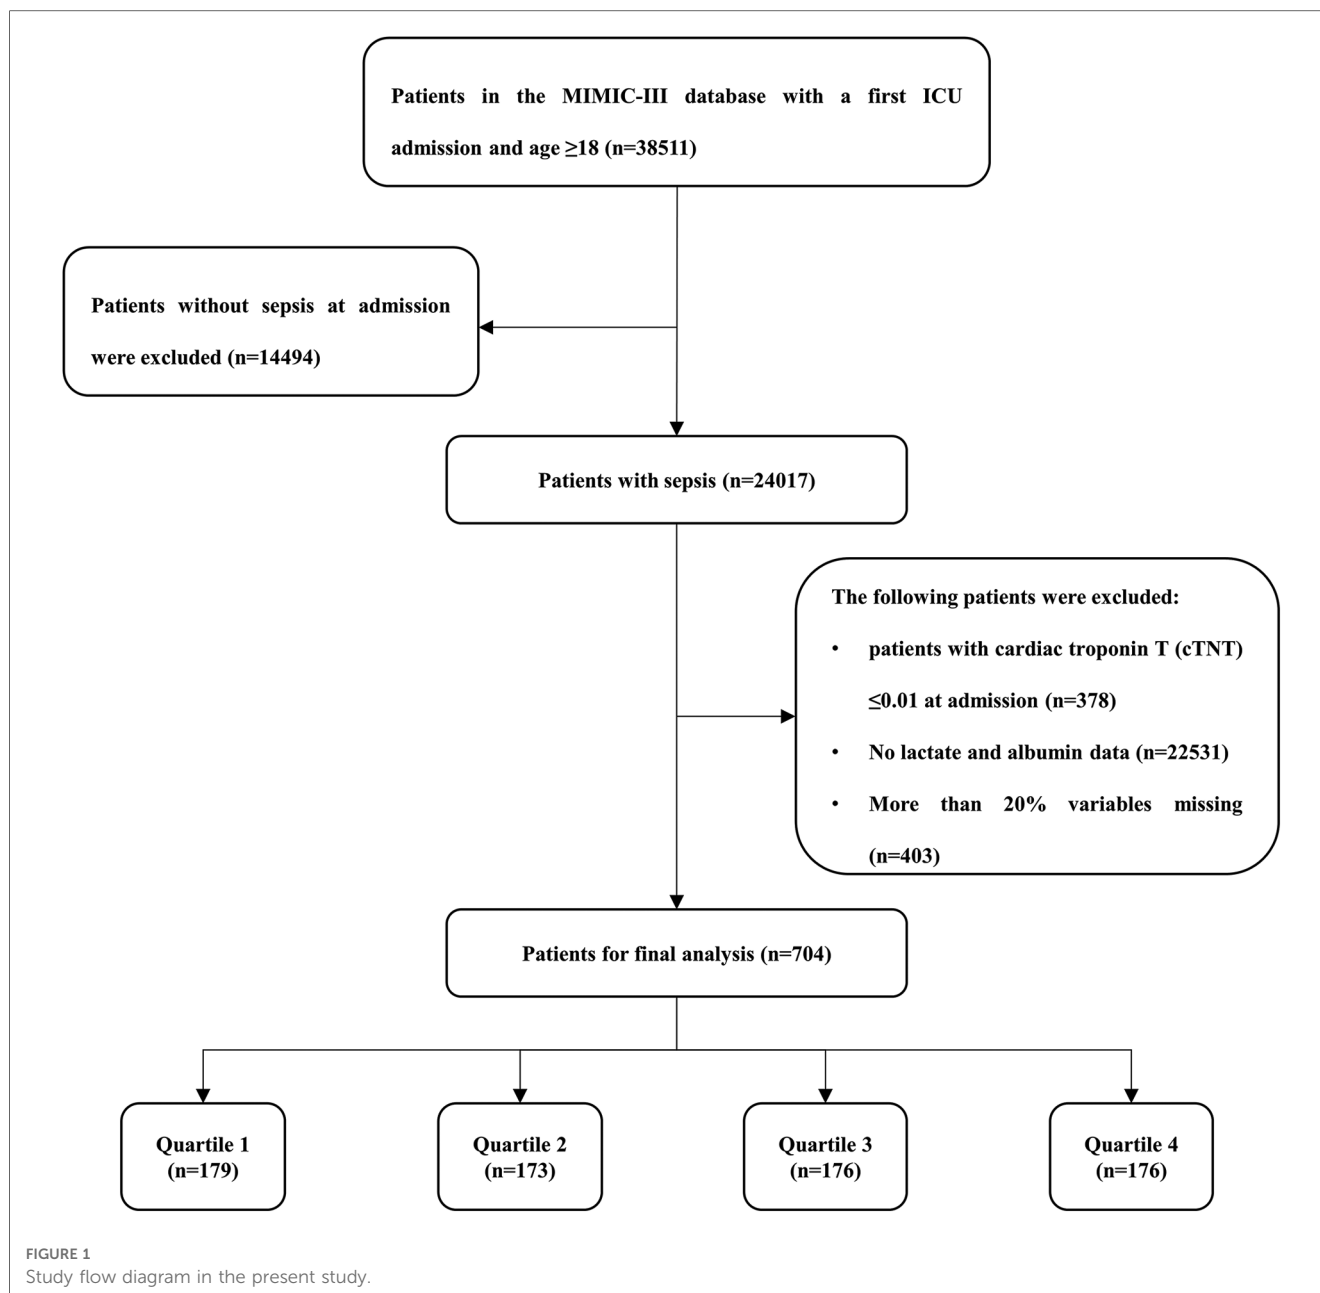 Patients in the MIMIC-III database with a first ICU
admission and age ≥18 (n=38511)
Patients without sepsis at admission
were excluded (n=14494)
Patients with sepsis (n=24017)
The following patients were excluded:
• patients with cardiac troponin T (cTNT)
≤0.01 at admission (n=378)
• No lactate and albumin data (n=22531)
• More than 20% variables missing
(n=403)
Patients for final analysis (n=704)
Quartile 1
(n=179)
Quartile 2
(n=173)
Quartile 3
(n=176)
Quartile 4
(n=176)
FIGURE 1
Study flow diagram in the present study.